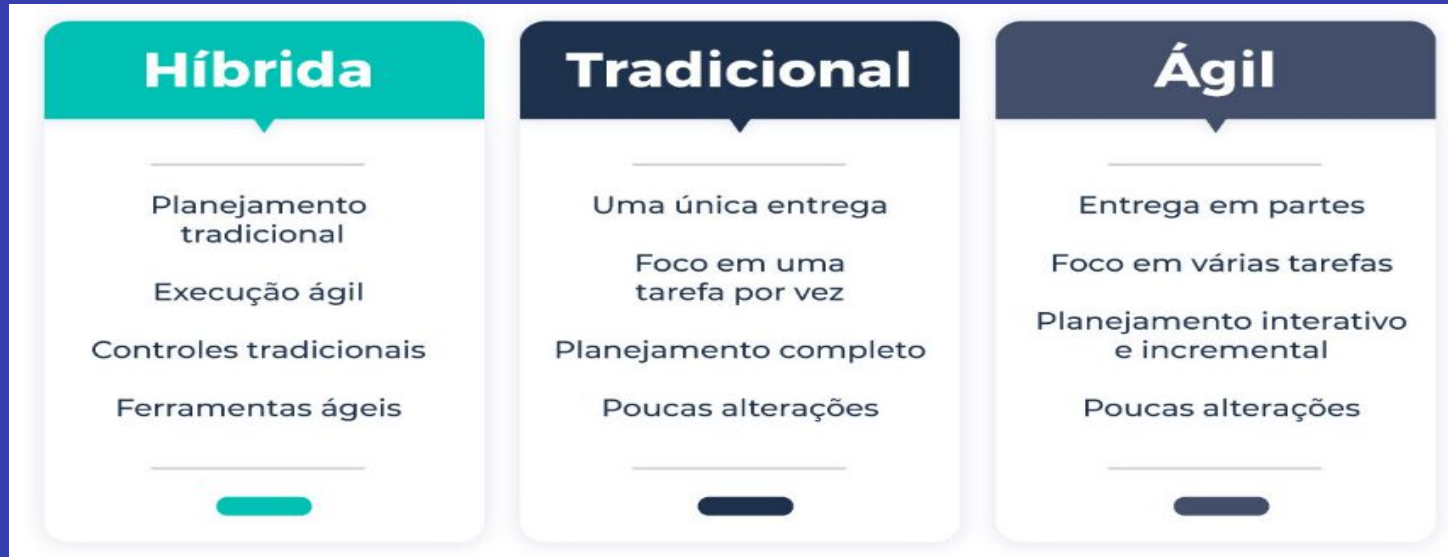 Híbrida
Planejamento
tradicional
Execução ágil
Controles tradicionais
Ferramentas ágeis
Tradicional
Uma única entrega
Foco em uma
tarefa por vez
Planejamento completo
Poucas alterações
Ágil
Entrega em partes
Foco em várias tarefas
Planejamento interativo
e incremental
Poucas alterações